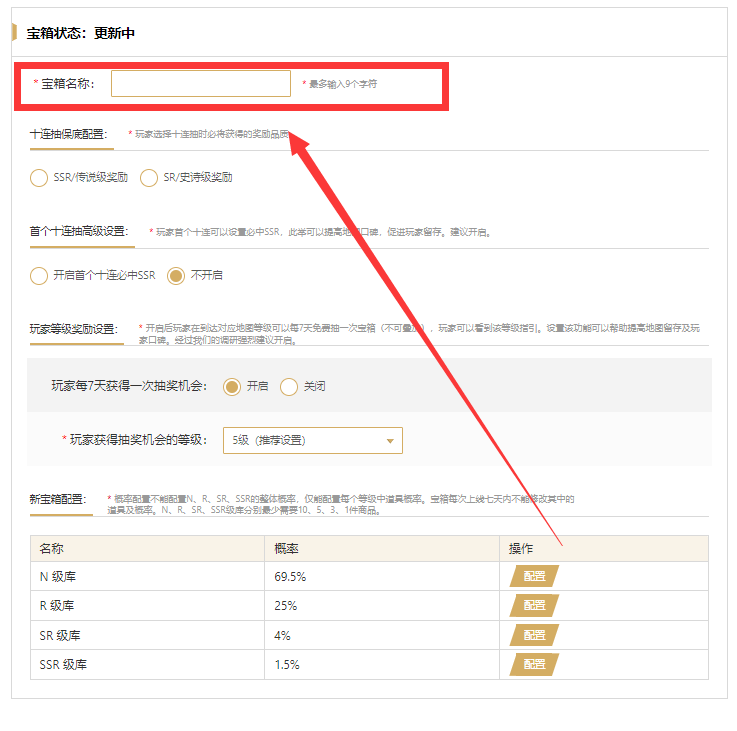 宝箱状态：更新中
* 宝箱名称： * 最多输入9个字符
十连抽保底配置： * 玩家选择十连抽时必将获得的奖励品质
SSR/传说级奖励 SR/史诗级奖励
首个十连抽高级设置： * 玩家首个十连可以设置必中SSR，此举可以提高地图口碑，促进玩家留存。建议开启。
开启首个十连必中SSR 不开启
玩家等级奖励设置： * 开启后玩家在到达对应地图等级可以每7天免费抽一次宝箱（不可叠加），玩家可以看到该等级指引。设置该功能可以帮助提高地图留存及玩
家口碑。经过我们的调研强烈建议开启。
玩家每7天获得一次抽奖机会： 开启 关闭
* 玩家获得抽奖机会的等级： 5级（推荐设置）
新宝箱配置： * 概率配置不能配置N、R、SR、SSR的整体概率，仅能配置每个等级中道具概率。宝箱每次上线七天内不能修改其中的
道具及概率。N、R、SR、SSR级库分别最少需要10、5、3、1件商品。
名称 概率 操作
N 级库 69.5% 配置
R 级库 25% 配置
SR 级库 4% 配置
SSR 级库 1.5% 配置